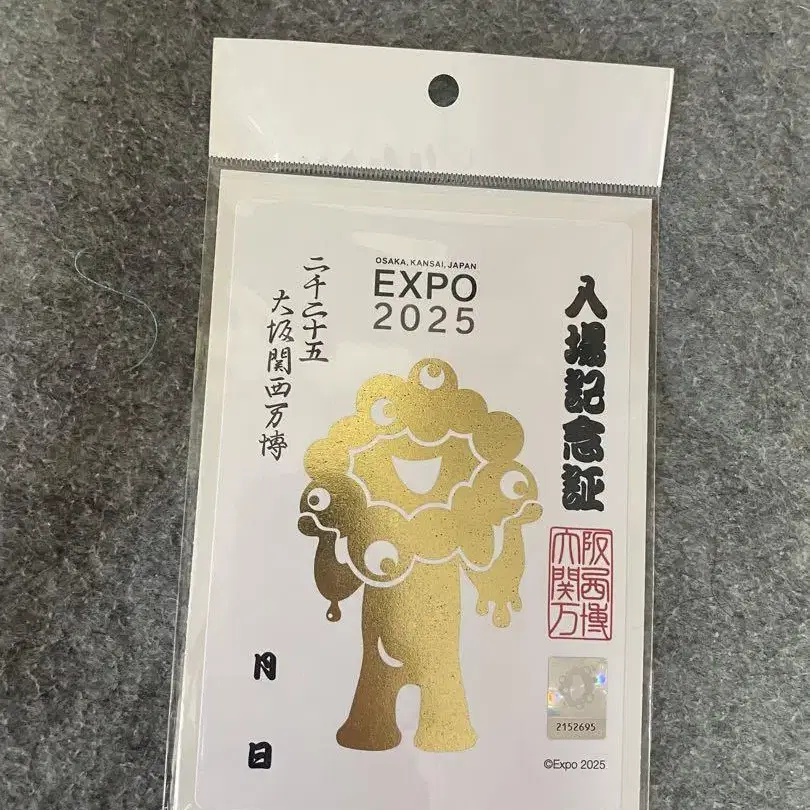 OSAKA, KANSAI, JAPAN
EXPO
2025
入場記念証
二千二十五
大坂関西万博
大阪
関西
万博
月
日
2152695
©Expo 2025